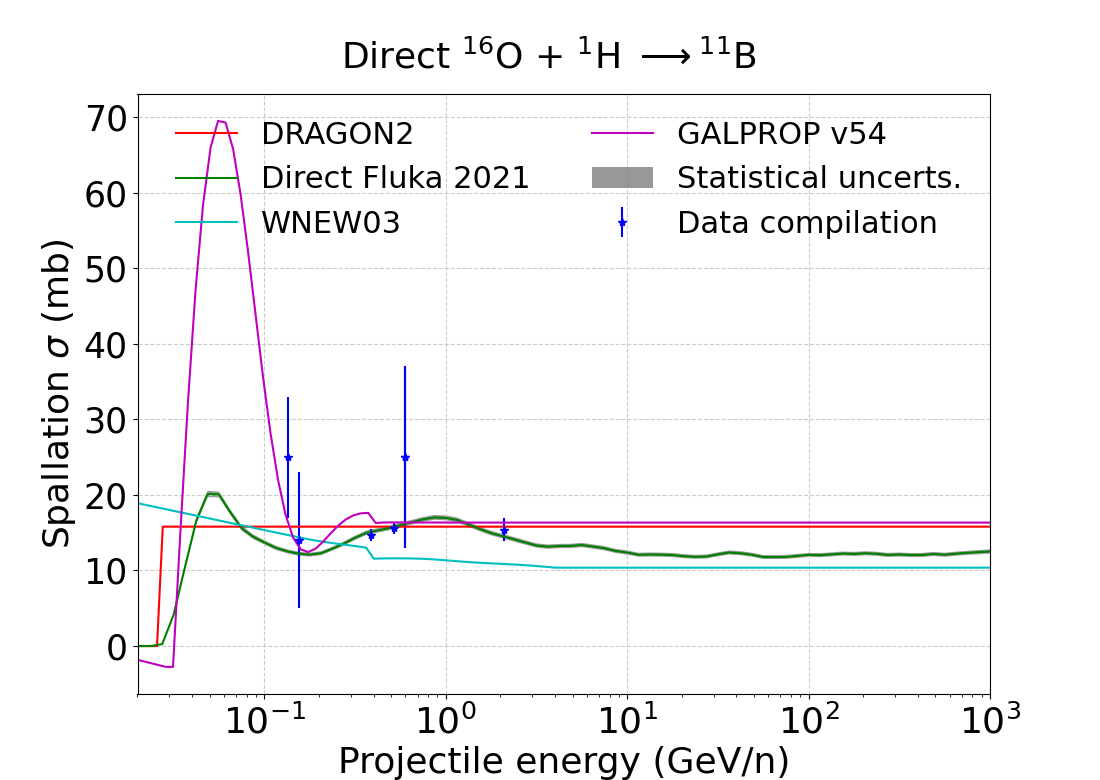 Direct ¹⁶O + ¹H ⟶ ¹¹B
DRAGON2
Direct Fluka 2021
WNEW03
GALPROP v54
Statistical uncerts.
Data compilation
Spallation σ (mb)
70
60
50
40
30
20
10
0
10⁻¹ 10⁰ 10¹ 10² 10³
Projectile energy (GeV/n)